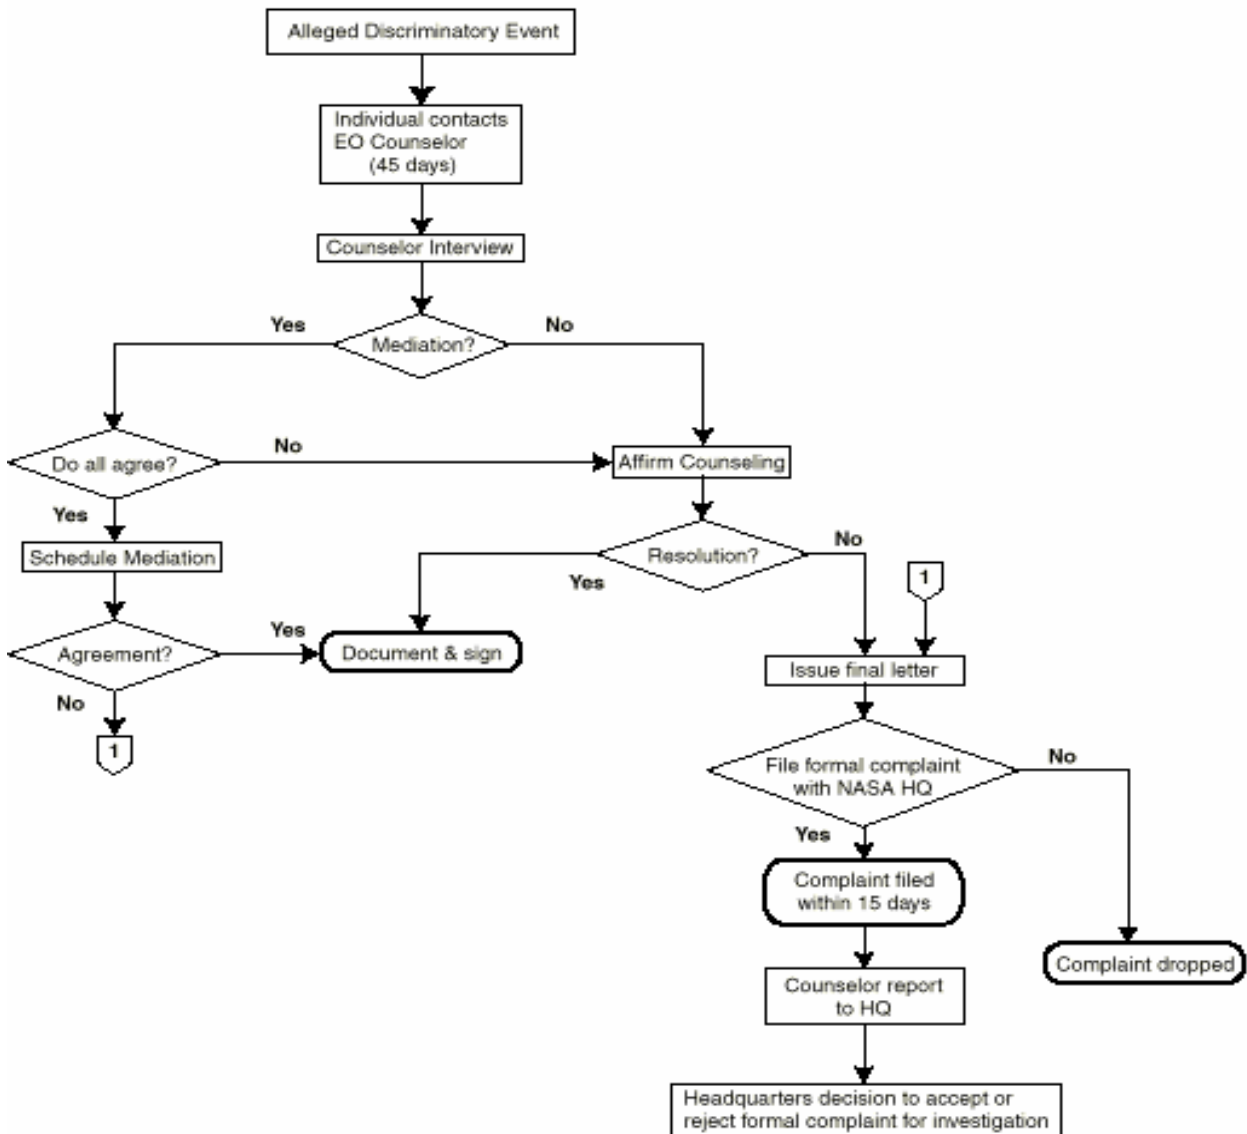 Alleged Discriminatory Event
Individual contacts
EO Counselor
(45 days)
Counselor Interview
Yes
No
Mediation?
Do all agree?
No
Affirm Counseling
Yes
Schedule Mediation
Resolution?
No
Yes
1
Agreement?
Yes
Document & sign
Issue final letter
No
1
File formal complaint
with NASA HQ
No
Yes
Complaint filed
within 15 days
Complaint dropped
Counselor report
to HQ
Headquarters decision to accept or
reject formal complaint for investigation